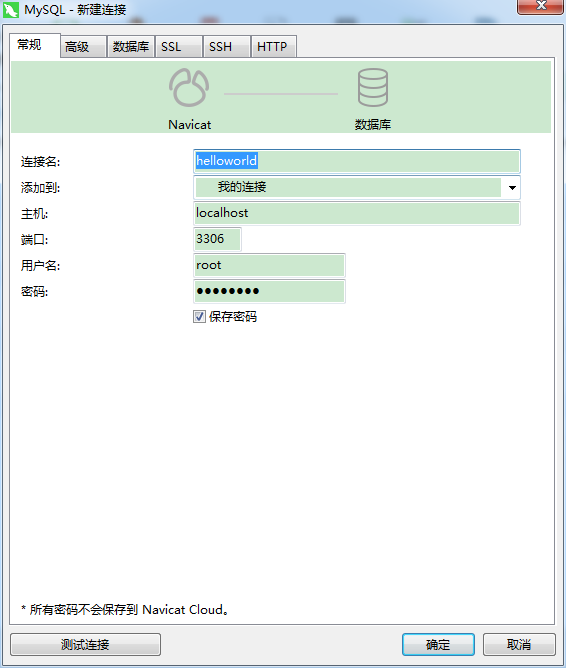 MySQL - 新建连接
常规 高级 数据库 SSL SSH HTTP
Navicat 数据库
连接名: helloworld
添加到: 我的连接
主机: localhost
端口: 3306
用户名: root
密码: ●●●●●●●●
保存密码
* 所有密码不会保存到 Navicat Cloud。
测试连接 确定 取消